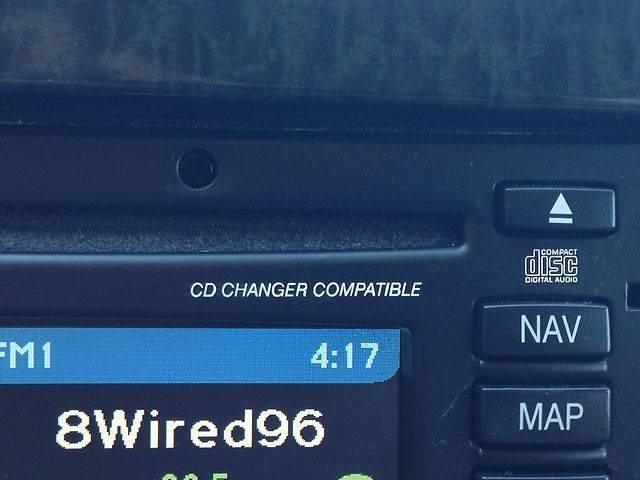 COMPACT
disc
DIGITAL AUDIO
CD CHANGER COMPATIBLE
NAV
FM1 4:17
MAP
8Wired96